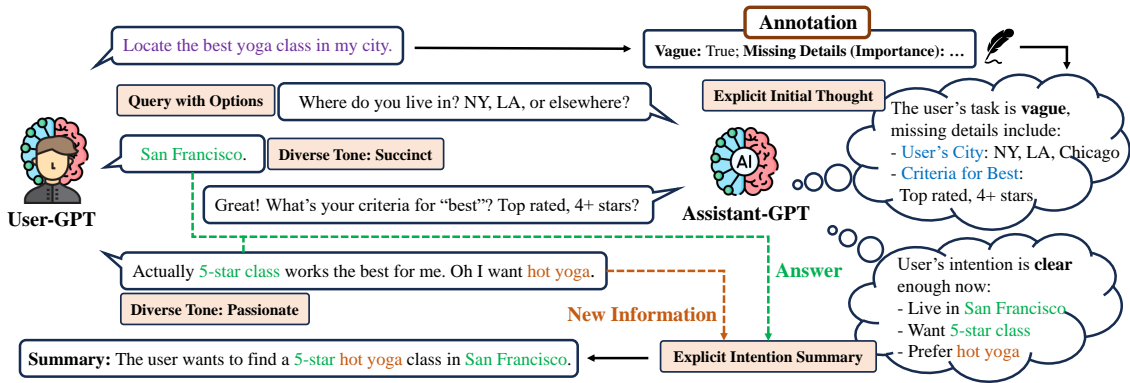 Annotation
Locate the best yoga class in my city.
Vague: True; Missing Details (Importance): …
Query with Options
Where do you live in? NY, LA, or elsewhere?
Explicit Initial Thought
The user's task is vague,
missing details include:
- User's City: NY, LA, Chicago
- Criteria for Best:
Top rated, 4+ stars
San Francisco.
Diverse Tone: Succinct
AI
User-GPT
Great! What's your criteria for “best”? Top rated, 4+ stars?
Assistant-GPT
Actually 5-star class works the best for me. Oh I want hot yoga.
Answer
Diverse Tone: Passionate
New Information
User's intention is clear
enough now:
- Live in San Francisco
- Want 5-star class
- Prefer hot yoga
Summary: The user wants to find a 5-star hot yoga class in San Francisco.
Explicit Intention Summary